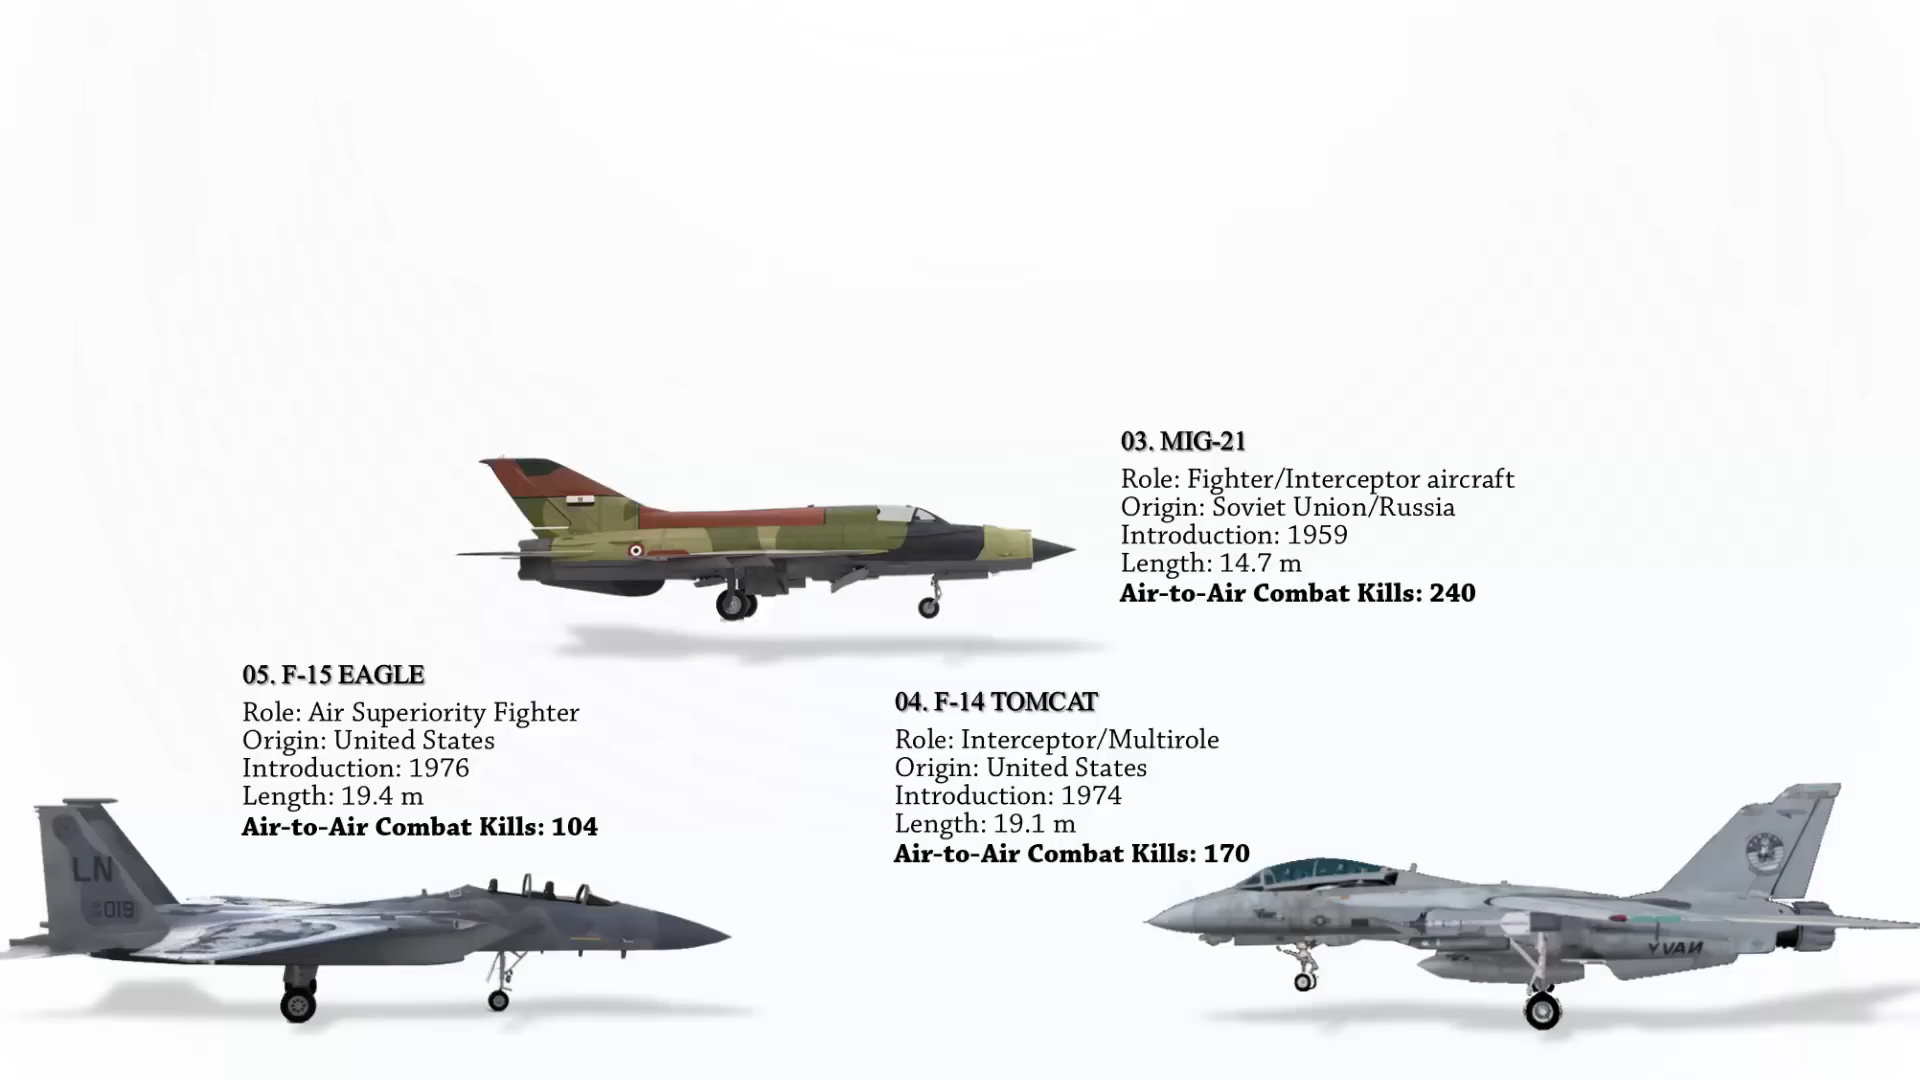 03. MIG-21
Role: Fighter/Interceptor aircraft
Origin: Soviet Union/Russia
Introduction: 1959
Length: 14.7 m
Air-to-Air Combat Kills: 240
05. F-15 EAGLE
Role: Air Superiority Fighter
Origin: United States
Introduction: 1976
Length: 19.4 m
Air-to-Air Combat Kills: 104
04. F-14 TOMCAT
Role: Interceptor/Multirole
Origin: United States
Introduction: 1974
Length: 19.1 m
Air-to-Air Combat Kills: 170
LN
019
YVAN